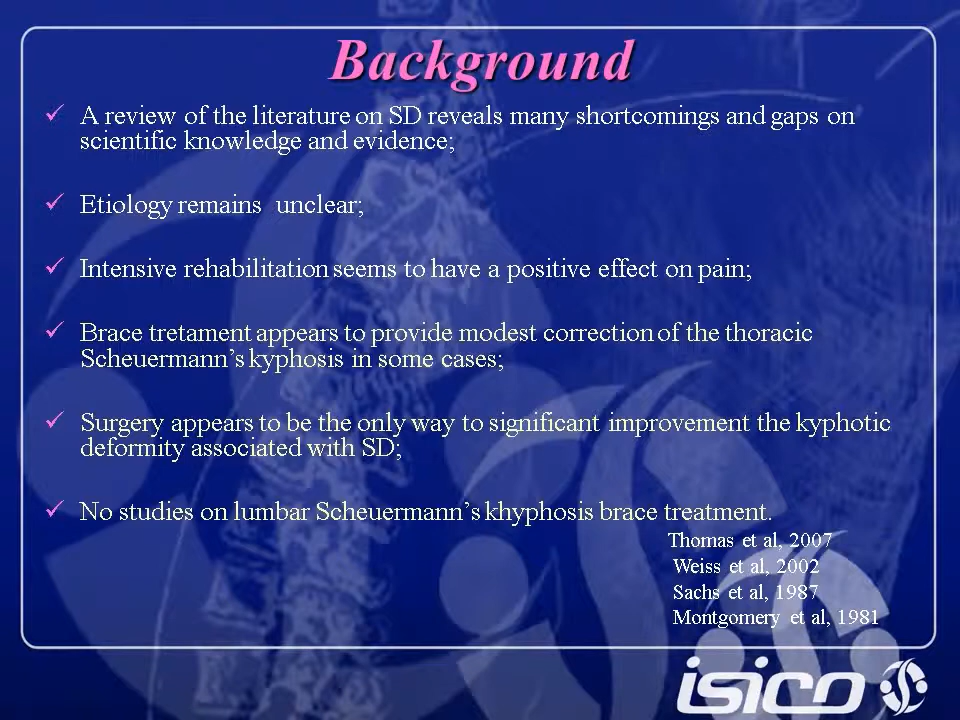 Background
✓ A review of the literature on SD reveals many shortcomings and gaps on
scientific knowledge and evidence;
✓ Etiology remains unclear;
✓ Intensive rehabilitation seems to have a positive effect on pain;
✓ Brace tretament appears to provide modest correction of the thoracic
Scheuermann’s kyphosis in some cases;
✓ Surgery appears to be the only way to significant improvement the kyphotic
deformity associated with SD;
✓ No studies on lumbar Scheuermann’s khyphosis brace treatment.
Thomas et al, 2007
Weiss et al, 2002
Sachs et al, 1987
Montgomery et al, 1981
isico